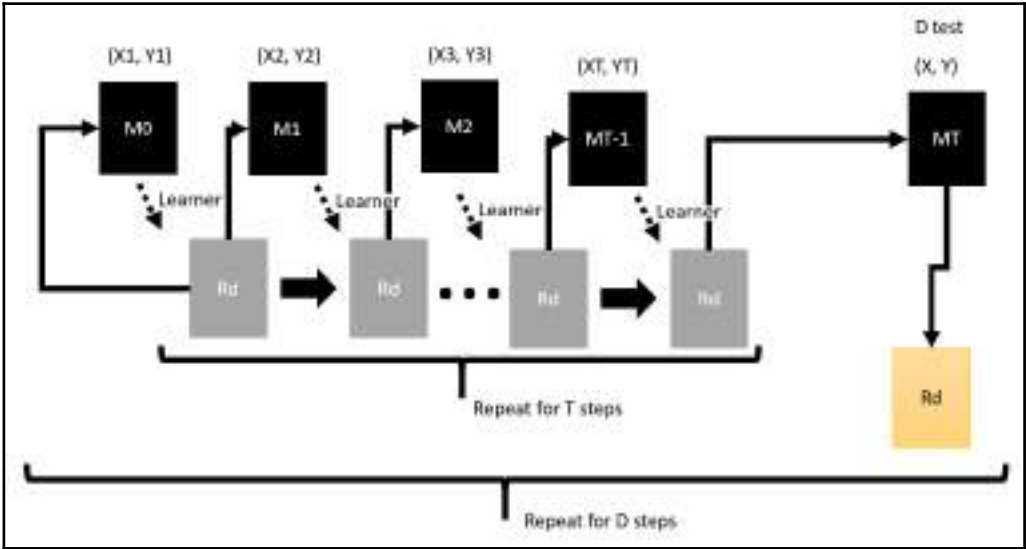 D test
(X1, Y1)
(X2, Y2)
(X3, Y3)
(XT, YT)
(X, Y)
M0
M1
M2
MT-1
MT
Learner
Learner
Learner
Learner
Rd
Rd
Rd
Rd
Rd
Repeat for T steps
Repeat for D steps